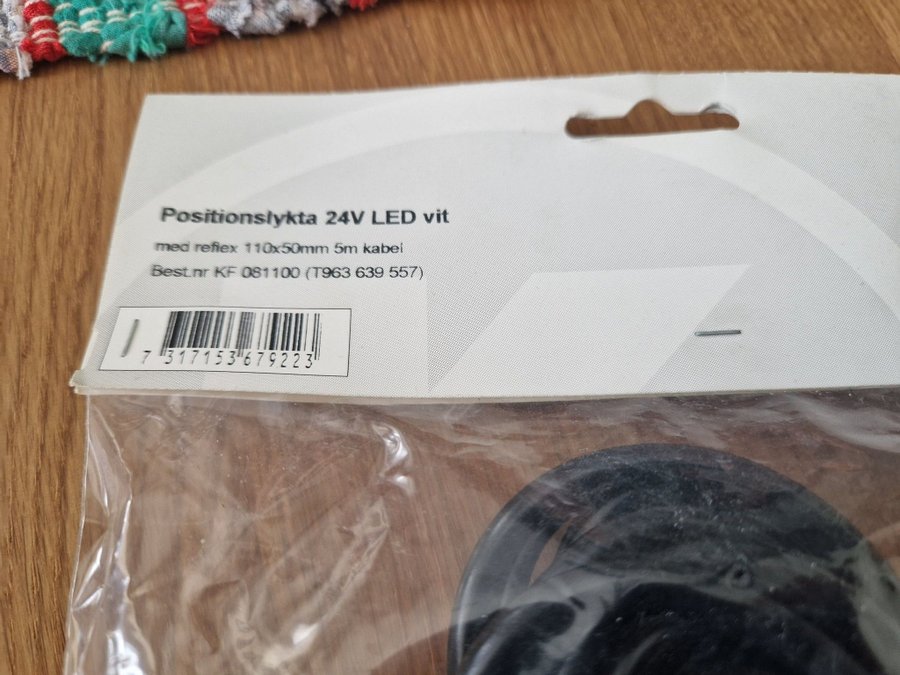 Positionslykta 24V LED vit
med reflex 110x50mm 5m kabel
Best.nr KF 081100 (T963 639 557)
7 317153 679223